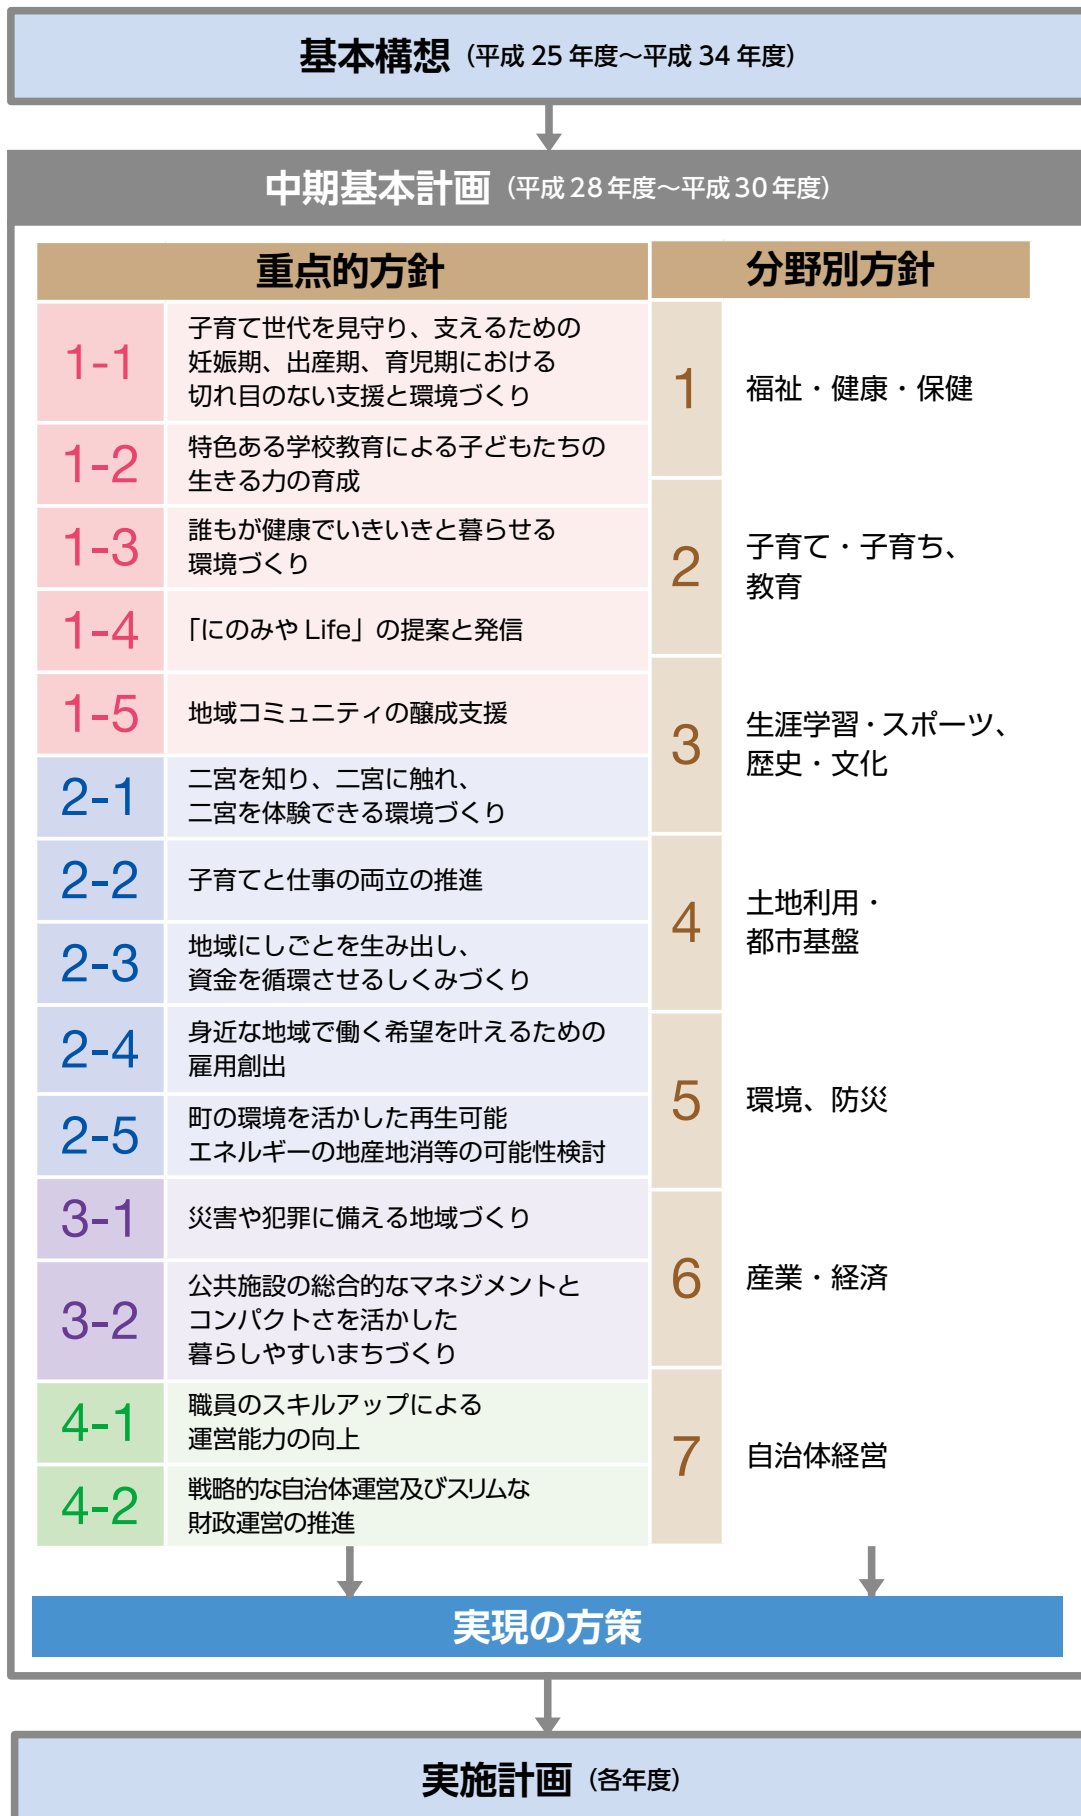 基本構想（平成 25 年度～平成 34 年度）
中期基本計画（平成 28 年度～平成 30 年度）
重点的方針
1-1
子育て世代を見守り、支えるための
妊娠期、出産期、育児期における
切れ目のない支援と環境づくり
1-2
特色ある学校教育による子どもたちの
生きる力の育成
1-3
誰もが健康でいきいきと暮らせる
環境づくり
1-4
「にのみや Life」の提案と発信
1-5
地域コミュニティの醸成支援
2-1
二宮を知り、二宮に触れ、
二宮を体験できる環境づくり
2-2
子育てと仕事の両立の推進
2-3
地域にしごとを生み出し、
資金を循環させるしくみづくり
2-4
身近な地域で働く希望を叶えるための
雇用創出
2-5
町の環境を活かした再生可能
エネルギーの地産地消等の可能性検討
3-1
災害や犯罪に備える地域づくり
3-2
公共施設の総合的なマネジメントと
コンパクトさを活かした
暮らしやすいまちづくり
4-1
職員のスキルアップによる
運営能力の向上
4-2
戦略的な自治体運営及びスリムな
財政運営の推進
分野別方針
1
福祉・健康・保健
2
子育て・子育ち、
教育
3
生涯学習・スポーツ、
歴史・文化
4
土地利用・
都市基盤
5
環境、防災
6
産業・経済
7
自治体経営
実現の方策
実施計画（各年度）